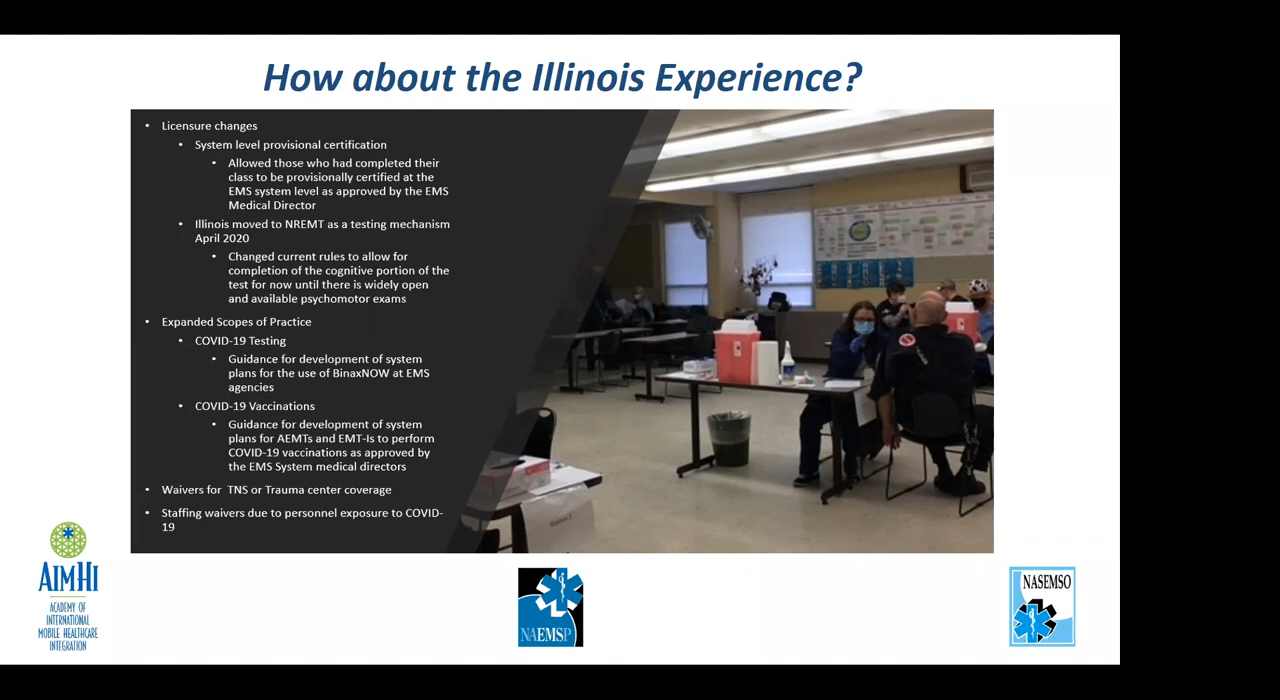 How about the Illinois Experience?
• Licensure changes
• System level provisional certification
• Allowed those who had completed their
class to be provisionally certified at the
EMS system level as approved by the EMS
Medical Director
• Illinois moved to NREMT as a testing mechanism
April 2020
• Changed current rules to allow for
completion of the cognitive portion of the
test for now until there is widely open
and available psychomotor exams
• Expanded Scopes of Practice
• COVID-19 Testing
• Guidance for development of system
plans for the use of BinaxNOW at EMS
agencies
• COVID-19 Vaccinations
• Guidance for development of system
plans for AEMTs and EMT-Is to perform
COVID-19 vaccinations as approved by
the EMS System medical directors
• Waivers for TNS or Trauma center coverage
• Staffing waivers due to personnel exposure to COVID-
19
AIMHI
ACADEMY OF
INTERNATIONAL
MOBILE HEALTHCARE
INTEGRATION
NAEMSP
NASEMSO